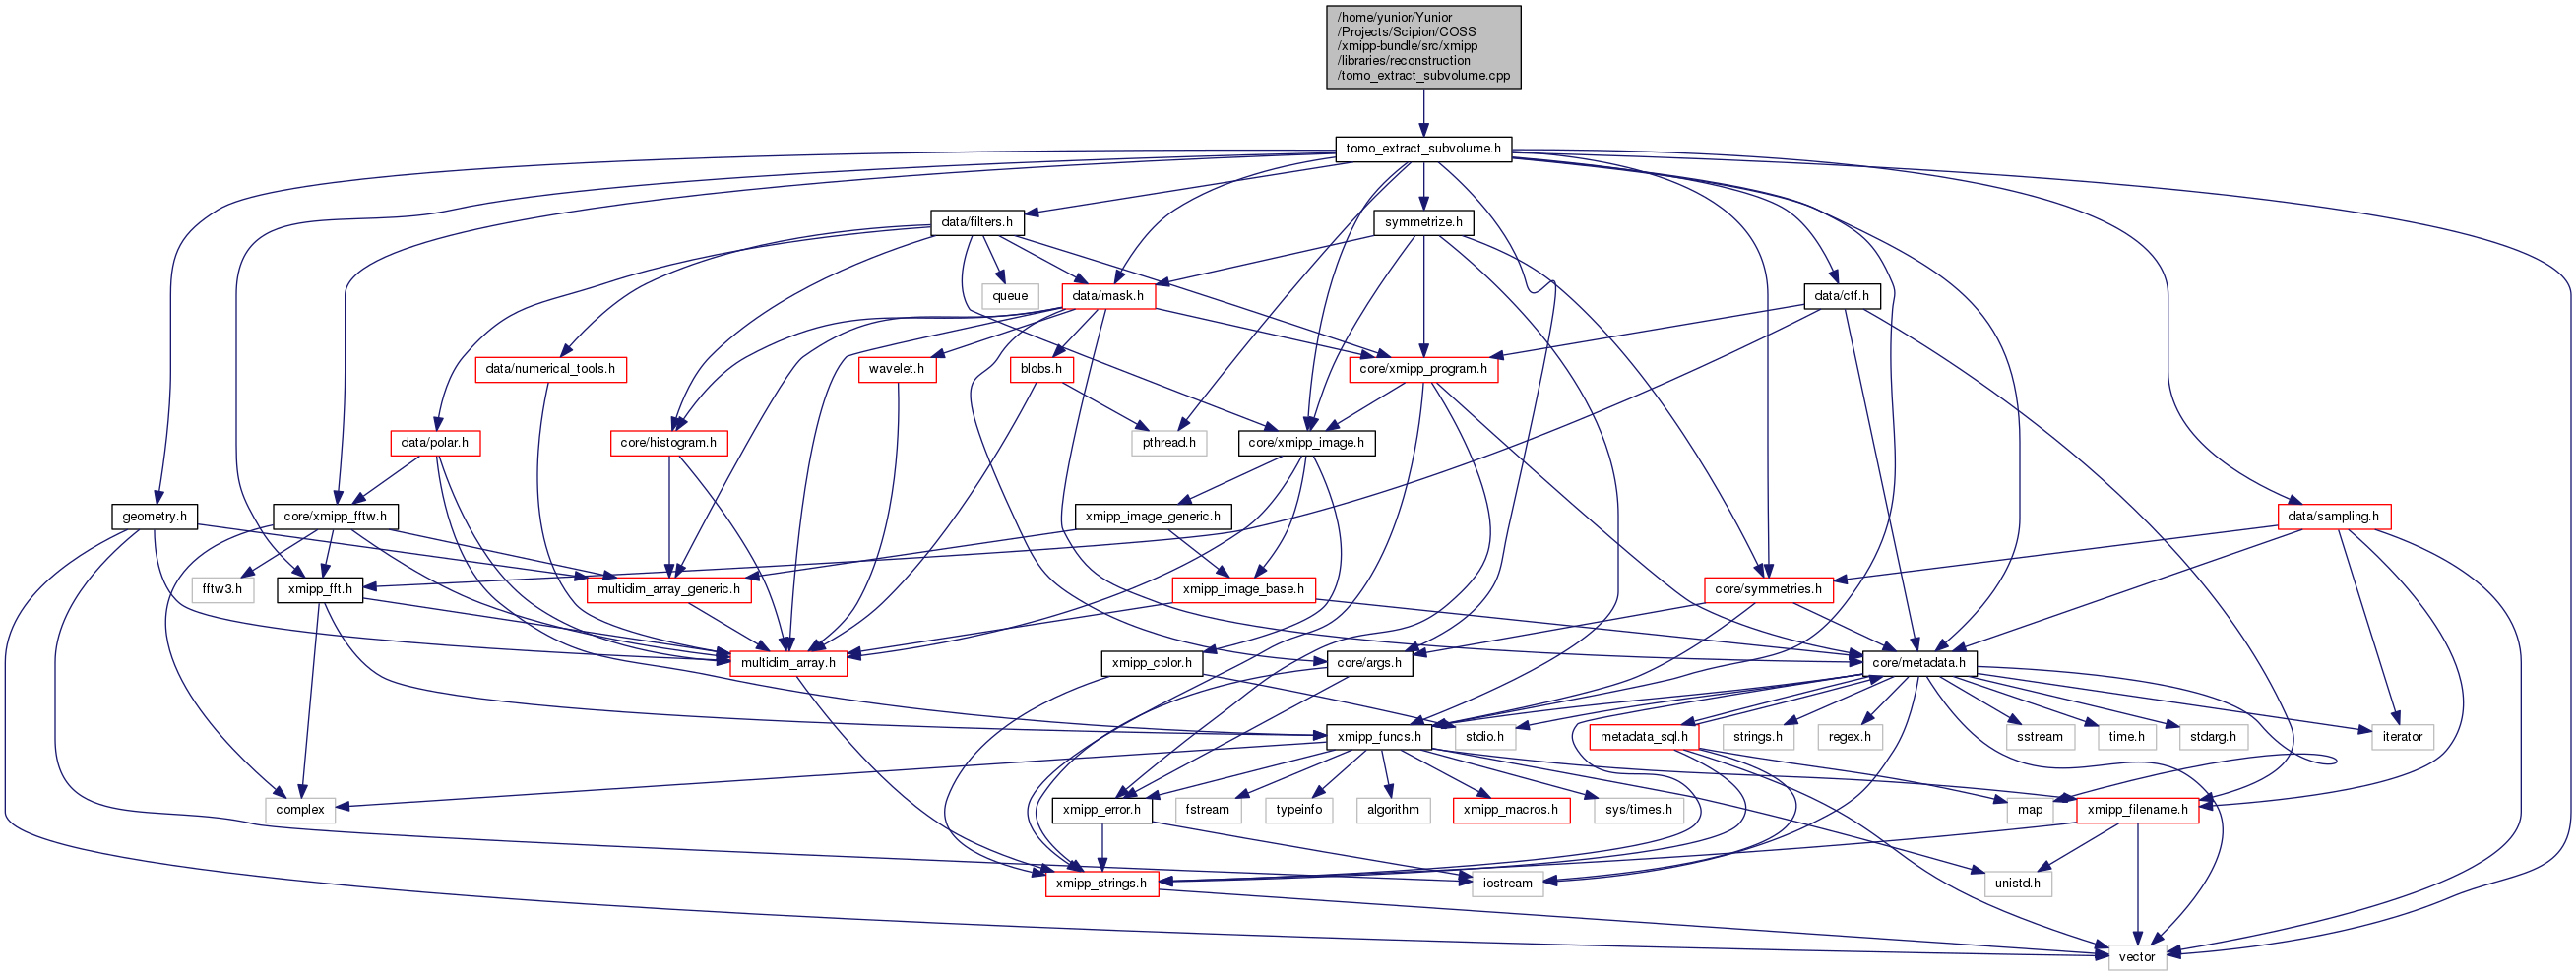 /home/yunior/Yunior
/Projects/Scipion/COSS
/xmipp-bundle/src/xmipp
/libraries/reconstruction
/tomo_extract_subvolume.cpp
tomo_extract_subvolume.h
data/filters.h
symmetrize.h
queue
data/mask.h
data/ctf.h
data/numerical_tools.h
wavelet.h
blobs.h
core/xmipp_program.h
data/polar.h
core/histogram.h
pthread.h
core/xmipp_image.h
geometry.h
core/xmipp_fftw.h
xmipp_image_generic.h
data/sampling.h
fftw3.h
xmipp_fft.h
multidim_array_generic.h
xmipp_image_base.h
core/symmetries.h
multidim_array.h
xmipp_color.h
core/args.h
core/metadata.h
xmipp_funcs.h
stdio.h
metadata_sql.h
strings.h
regex.h
sstream
time.h
stdarg.h
iterator
complex
xmipp_error.h
fstream
typeinfo
algorithm
xmipp_macros.h
sys/times.h
map
xmipp_filename.h
xmipp_strings.h
iostream
unistd.h
vector